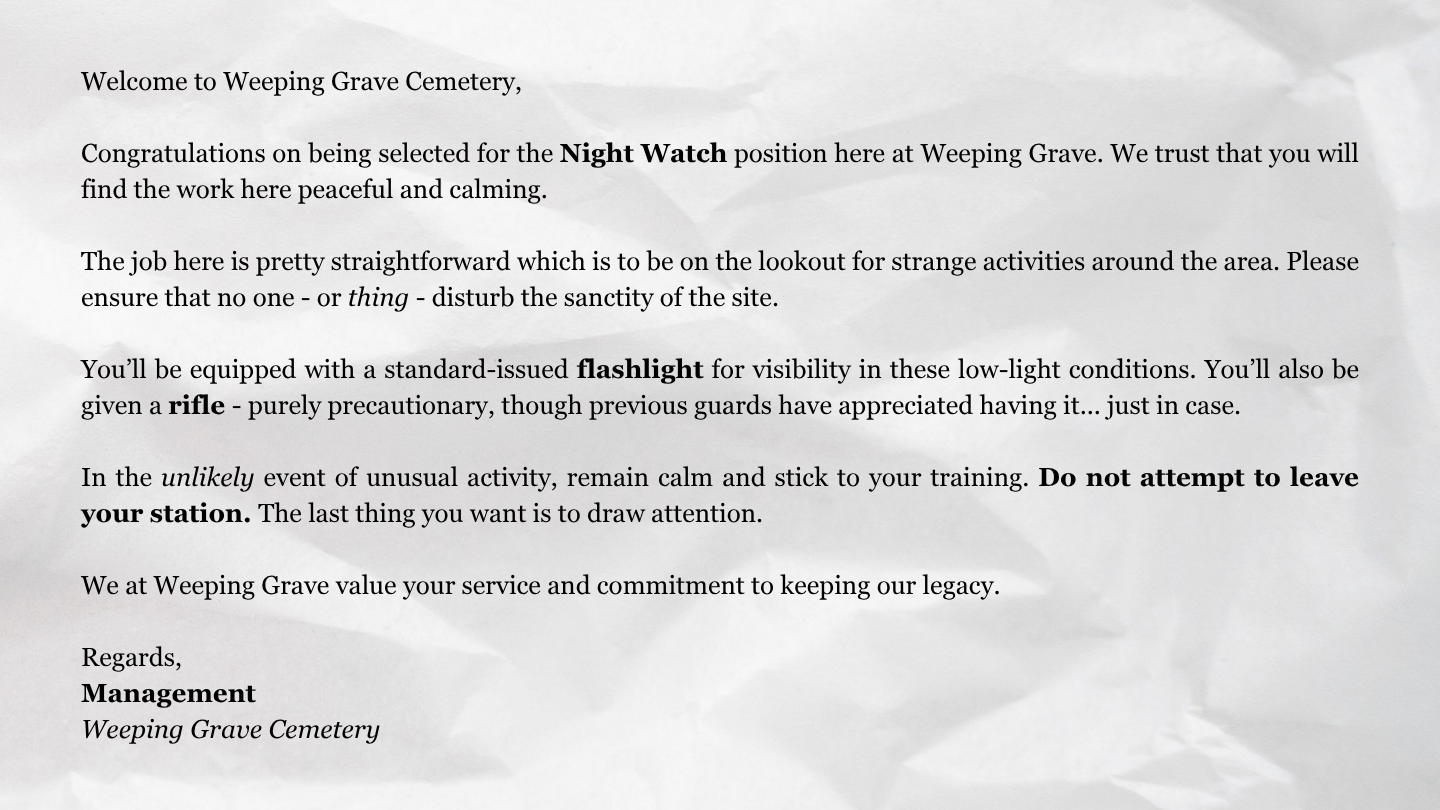 Welcome to Weeping Grave Cemetery,
Congratulations on being selected for the Night Watch position here at Weeping Grave. We trust that you will
find the work here peaceful and calming.
The job here is pretty straightforward which is to be on the lookout for strange activities around the area. Please
ensure that no one - or thing - disturb the sanctity of the site.
You’ll be equipped with a standard-issued flashlight for visibility in these low-light conditions. You’ll also be
given a rifle - purely precautionary, though previous guards have appreciated having it... just in case.
In the unlikely event of unusual activity, remain calm and stick to your training. Do not attempt to leave
your station. The last thing you want is to draw attention.
We at Weeping Grave value your service and commitment to keeping our legacy.
Regards,
Management
Weeping Grave Cemetery